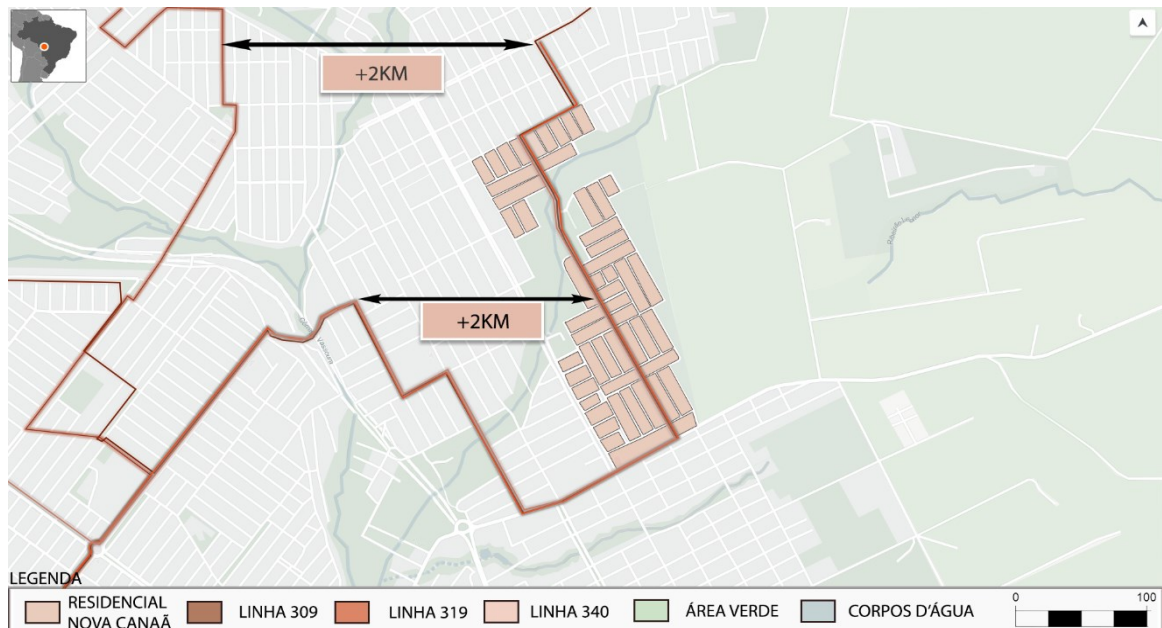 +2KM
+2KM
LEGENDA
RESIDENCIAL
NOVA CANAÃ
LINHA 309
LINHA 319
LINHA 340
ÁREA VERDE
CORPOS D'ÁGUA
0
100